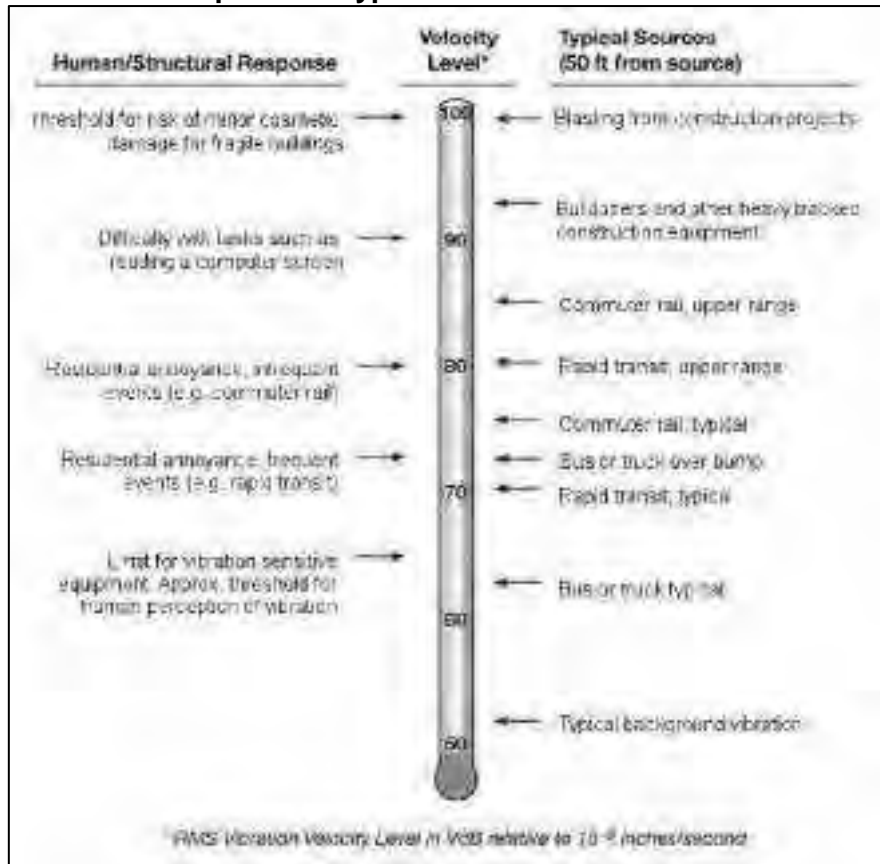 Human/Structural Response
Velocity
Level*
Typical Sources
(50 ft from source)
Threshold for risk of minor cosmetic
damage for fragile buildings
100
Blasting from construction projects
Bulldozers and other heavy tracked
construction equipment
Difficulty with tasks such as
reading a computer screen
90
Commuter rail, upper range
Residential annoyance, infrequent
events (e.g. commuter rail)
80
Rapid transit, upper range
Commuter rail, typical
Residential annoyance, frequent
events (e.g. rapid transit)
Bus or truck over bump
70
Rapid transit, typical
Limit for vibration sensitive
equipment. Approx. threshold for
human perception of vibration
Bus or truck typical
60
Typical background vibration
50
* RMS Vibration Velocity Level in VdB relative to 10-6 inches/second